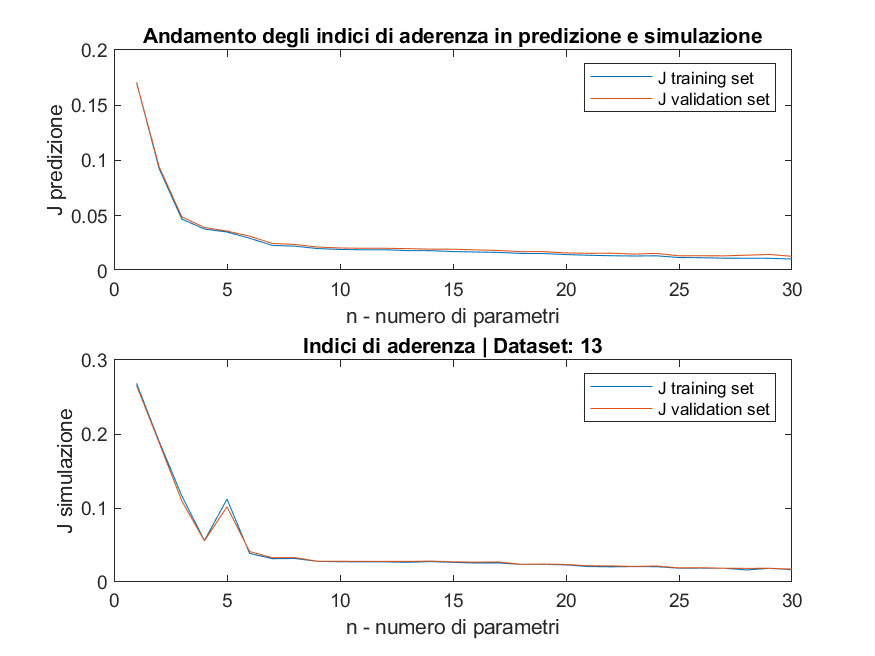 Andamento degli indici di aderenza in predizione e simulazione
0.2
0.15
0.1
0.05
0
J predizione
J training set
J validation set
0 5 10 15 20 25 30
n - numero di parametri
Indici di aderenza | Dataset: 13
0.3
0.2
0.1
0
J simulazione
J training set
J validation set
0 5 10 15 20 25 30
n - numero di parametri